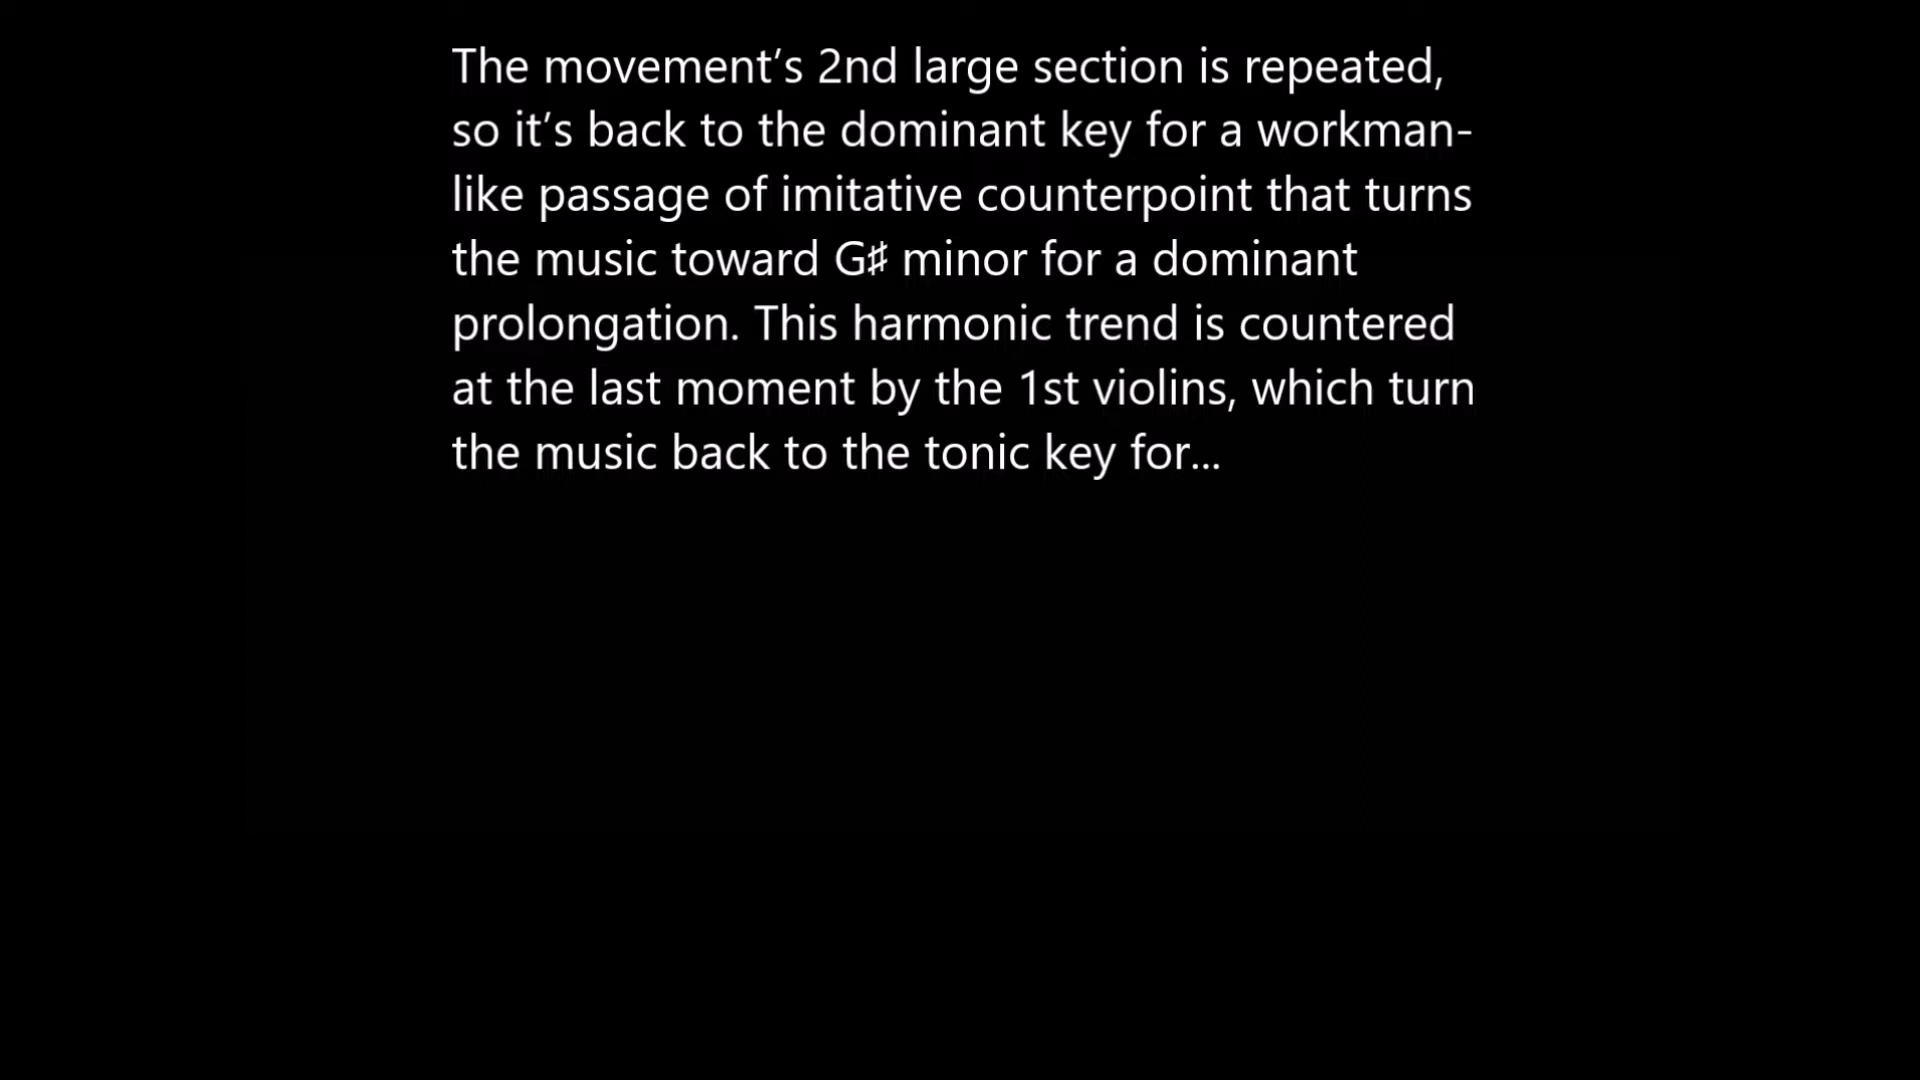 The movement‘s 2nd large section is repeated,
so it’s back to the dominant key for a workman-
like passage of imitative counterpoint that turns
the music toward G♯ minor for a dominant
prolongation. This harmonic trend is countered
at the last moment by the 1st violins, which turn
the music back to the tonic key for...